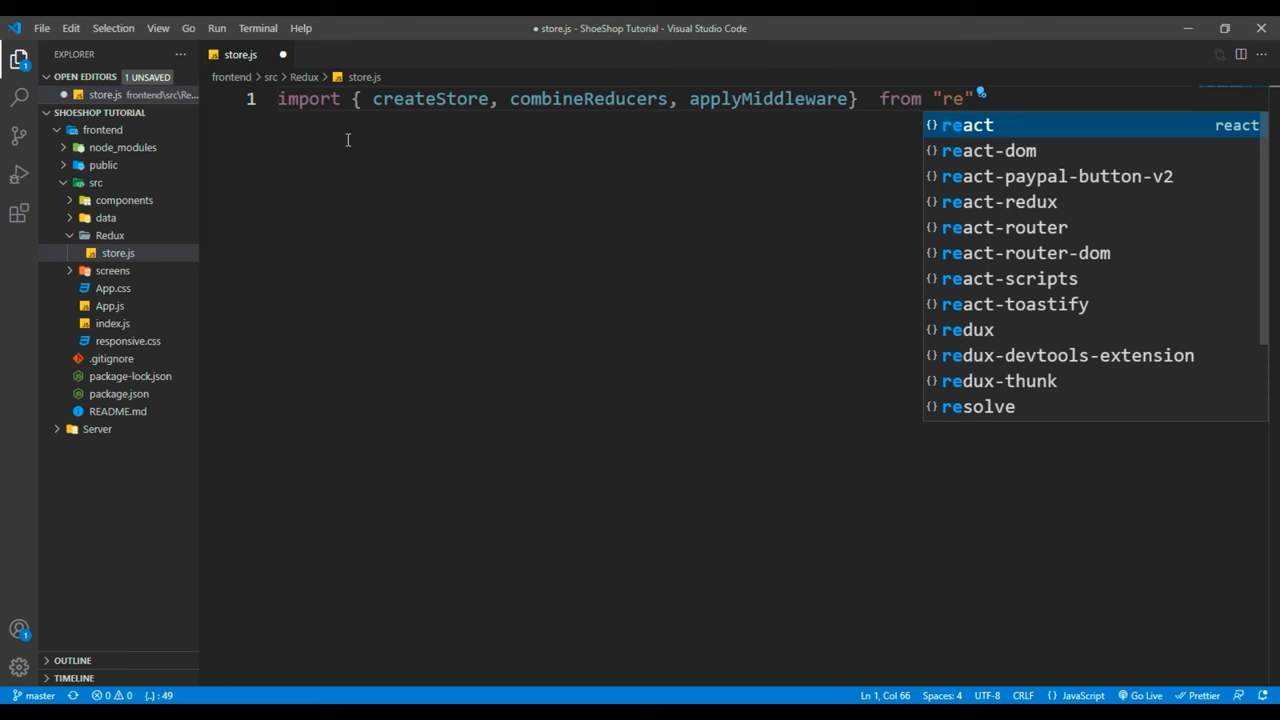 File Edit Selection View Go Run Terminal Help
● store.js - ShoeShop Tutorial - Visual Studio Code
EXPLORER
OPEN EDITORS 1 UNSAVED
store.js frontend\src\Re...
SHOESHOP TUTORIAL
frontend
node_modules
public
src
components
data
Redux
store.js
screens
App.css
App.js
index.js
responsive.css
.gitignore
package-lock.json
package.json
README.md
Server
OUTLINE
TIMELINE
1
1
store.js
frontend > src > Redux > store.js
1 import { createStore, combineReducers, applyMiddleware}  from "re"
react react
react-dom
react-paypal-button-v2
react-redux
react-router
react-router-dom
react-scripts
react-toastify
redux
redux-devtools-extension
redux-thunk
resolve
master 0 0 {..} : 49
Ln 1, Col 66 Spaces: 4 UTF-8 CRLF {} JavaScript Go Live Prettier